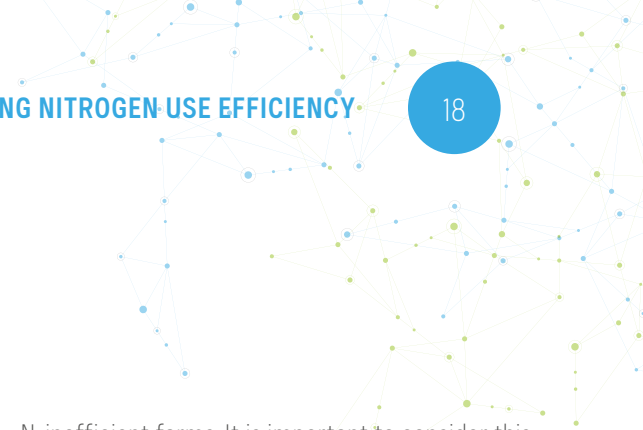 NG NITROGEN USE EFFICIENCY
18
N-inefficient farms. It is important to consider this